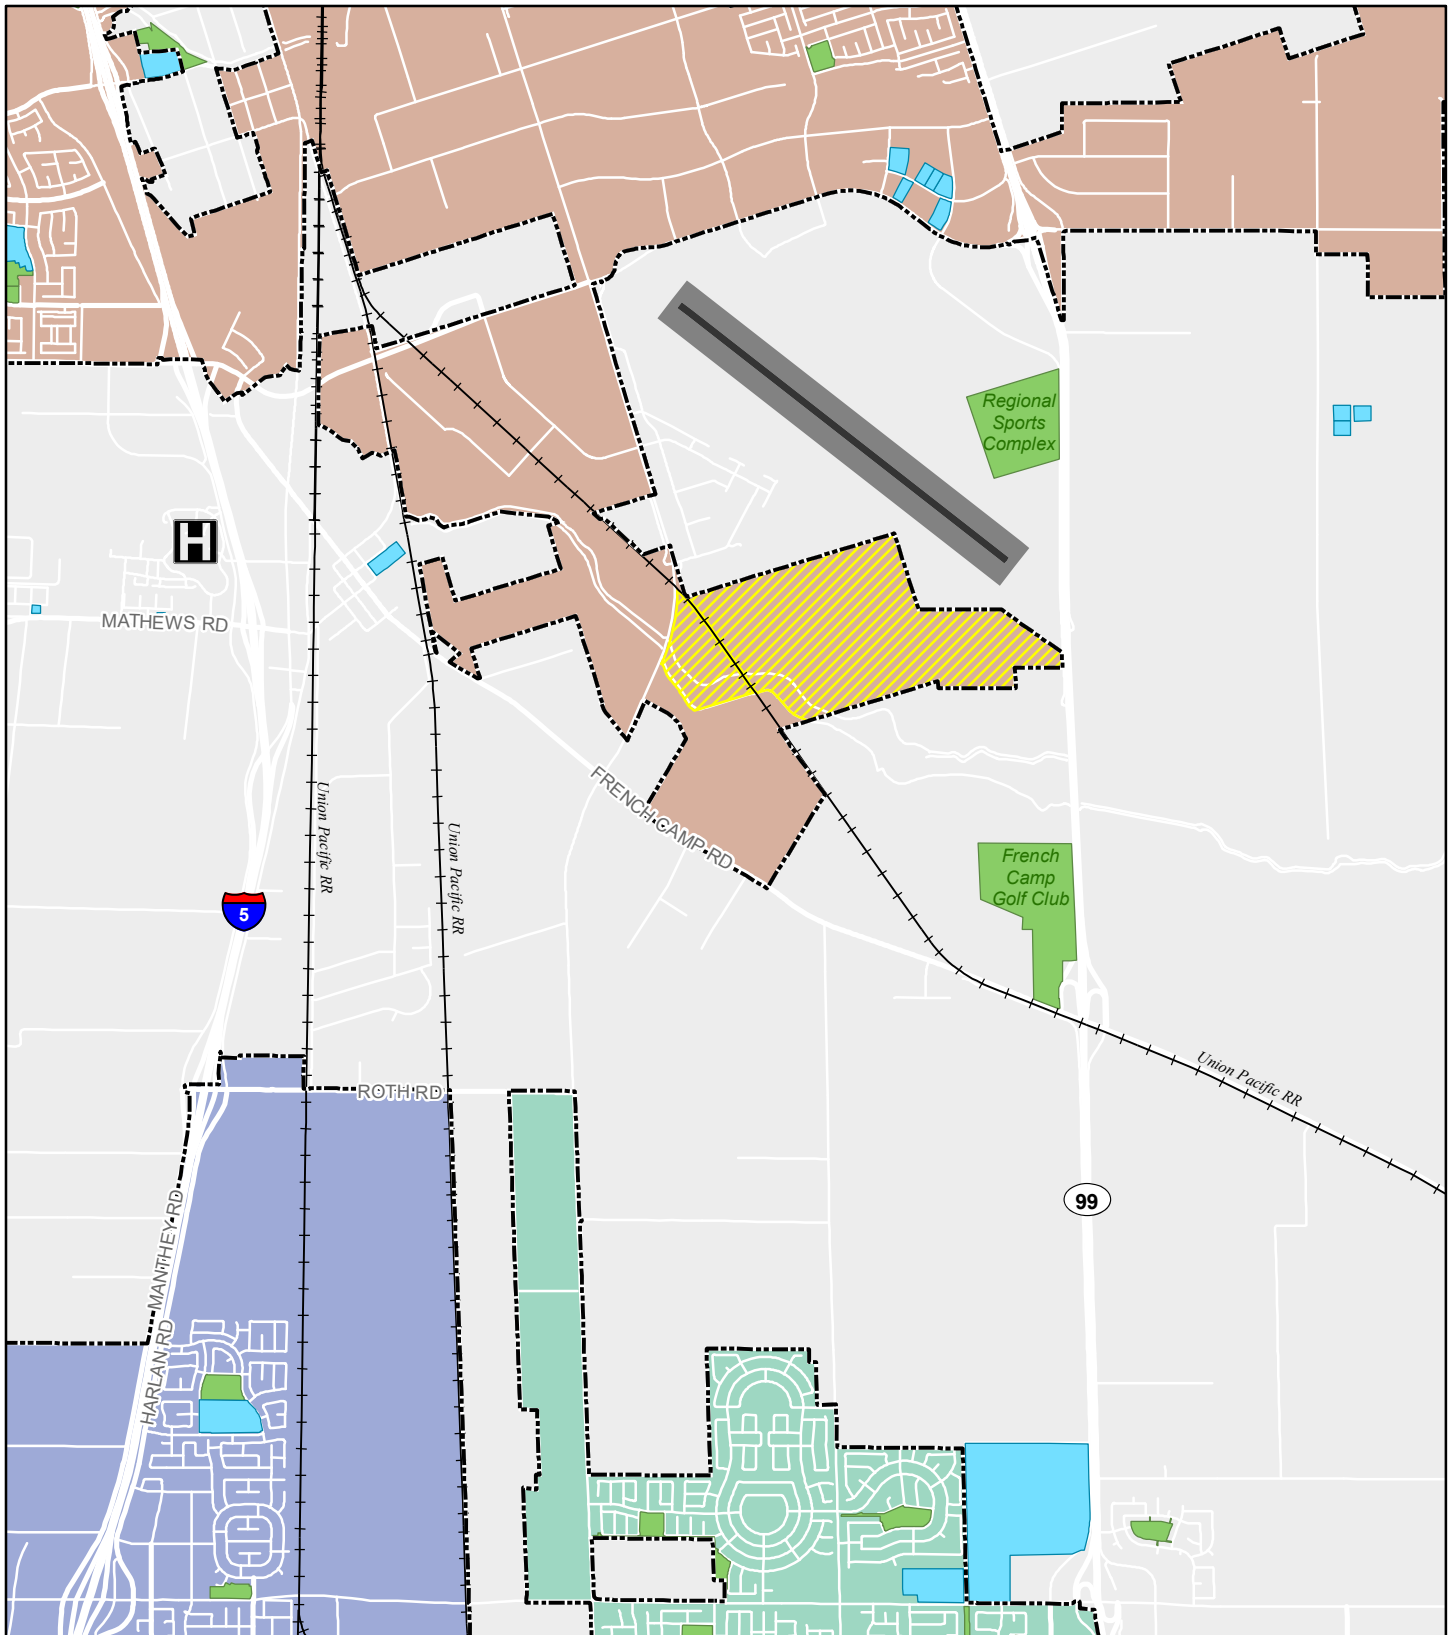 Regional
Sports
Complex
H
MATHEWS RD
FRENCH CAMP RD
Union Pacific RR
Union Pacific RR
French
Camp
Golf Club
5
Union Pacific RR
ROTH RD
99
MANTHEY RD
HARLAN RD